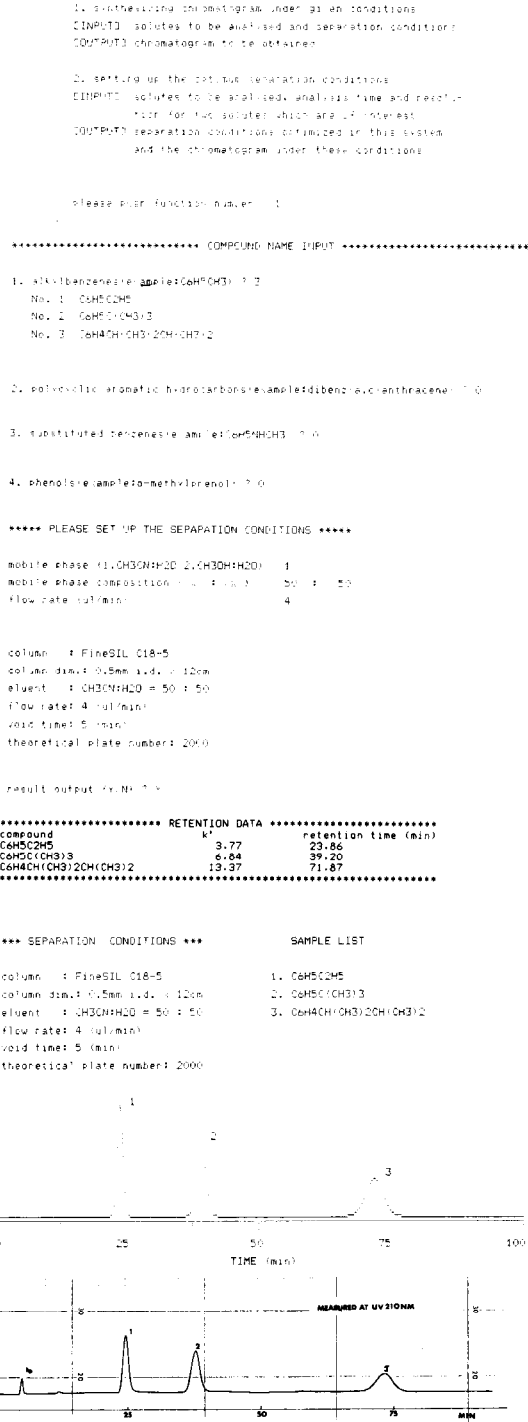 1. synthesizing chromatogram under given conditions
[INPUT] solutes to be analysed and separation conditions
[OUTPUT] chromatogram to be obtained
2. setting up the optimum separation conditions
[INPUT] solutes to be analysed, analysis time and
tion for two solutes which are of interest
[OUTPUT] separation conditions optimized in this system
and the chromatogram under these conditions
please push function number 1
**************************** COMPOUND NAME INPUT ****************************
1. alkylbenzenes(example:C6H5CH3) ? 3
No. 1 C6H5C2H5
No. 2 C6H5C(CH3)3
No. 3 C6H4CH(CH3)2CH(CH3)2
2. polycyclic aromatic hydrocarbons(example:dibenz(a,c)anthracene) ? 0
3. substituted benzenes(example:C6H5NHCH3) ? 0
4. phenols(example:o-methylphenol) ? 0
***** PLEASE SET UP THE SEPARATION CONDITIONS *****
mobile phase (1.CH3CN:H2O 2.CH3OH:H2O) 1
mobile phase composition 50 : 50
flow rate (ul/min) 4
column : FineSIL C18-5
column dim.: 0.5mm i.d. x 12cm
eluent : CH3CN:H2O = 50 : 50
flow rate: 4 (ul/min)
void time: 5 (min)
theoretical plate number: 2000
result output (Y/N) ? Y
************************ RETENTION DATA ************************
compound k' retention time (min)
C6H5C2H5 3.77 23.86
C6H5C(CH3)3 6.84 39.20
C6H4CH(CH3)2CH(CH3)2 13.37 71.87
****************************************************************
*** SEPARATION CONDITIONS *** SAMPLE LIST
column : FineSIL C18-5 1. C6H5C2H5
column dim.: 0.5mm i.d. x 12cm 2. C6H5C(CH3)3
eluent : CH3CN:H2O = 50 : 50 3. C6H4CH(CH3)2CH(CH3)2
flow rate: 4 (ul/min)
void time: 5 (min)
theoretical plate number: 2000
1
2
3
25 50 75 100
TIME (min)
MEASURED AT UV 210NM
30 30
1
2
3
20 20
25 50 75 MIN